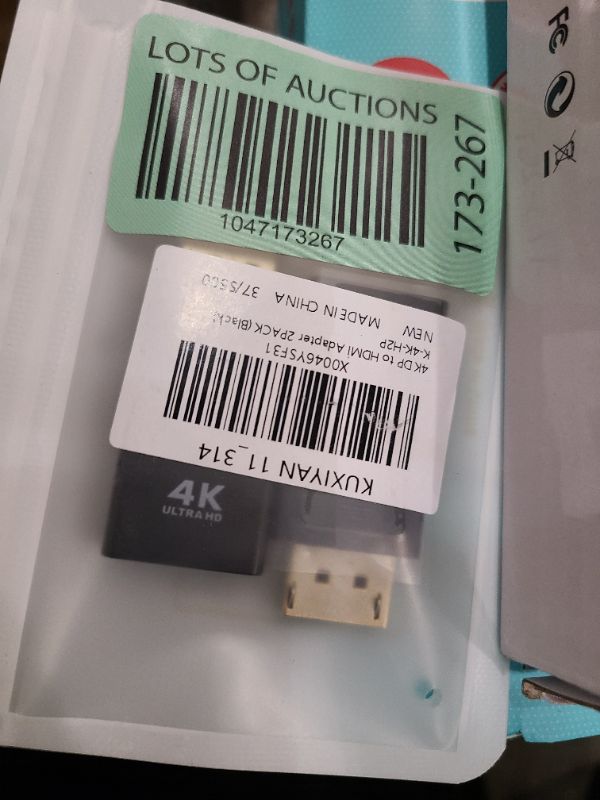 LOTS OF AUCTIONS
1047173267
173-267
KUXIYAN 11_314
X0046YSF31
4K DP to HDMI Adapter 2PACK (Black)
K-4K-H2P
NEW MADE IN CHINA 37/5500
4K
ULTRA HD
FC